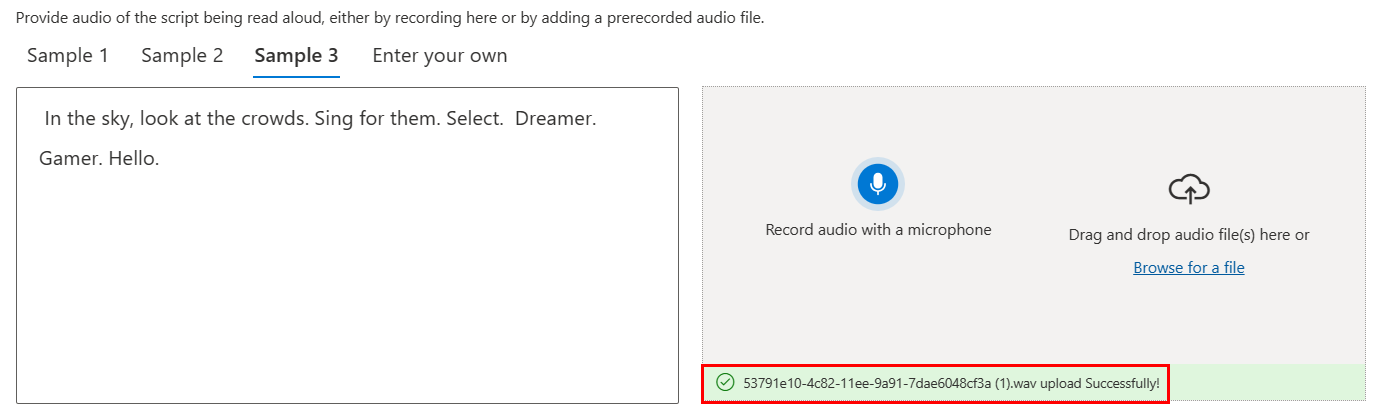 Provide audio of the script being read aloud, either by recording here or by adding a prerecorded audio file.
Sample 1 Sample 2 Sample 3 Enter your own
In the sky, look at the crowds. Sing for them. Select.  Dreamer.
Gamer. Hello.
Record audio with a microphone
Drag and drop audio file(s) here or
Browse for a file
53791e10-4c82-11ee-9a91-7dae6048cf3a (1).wav upload Successfully!